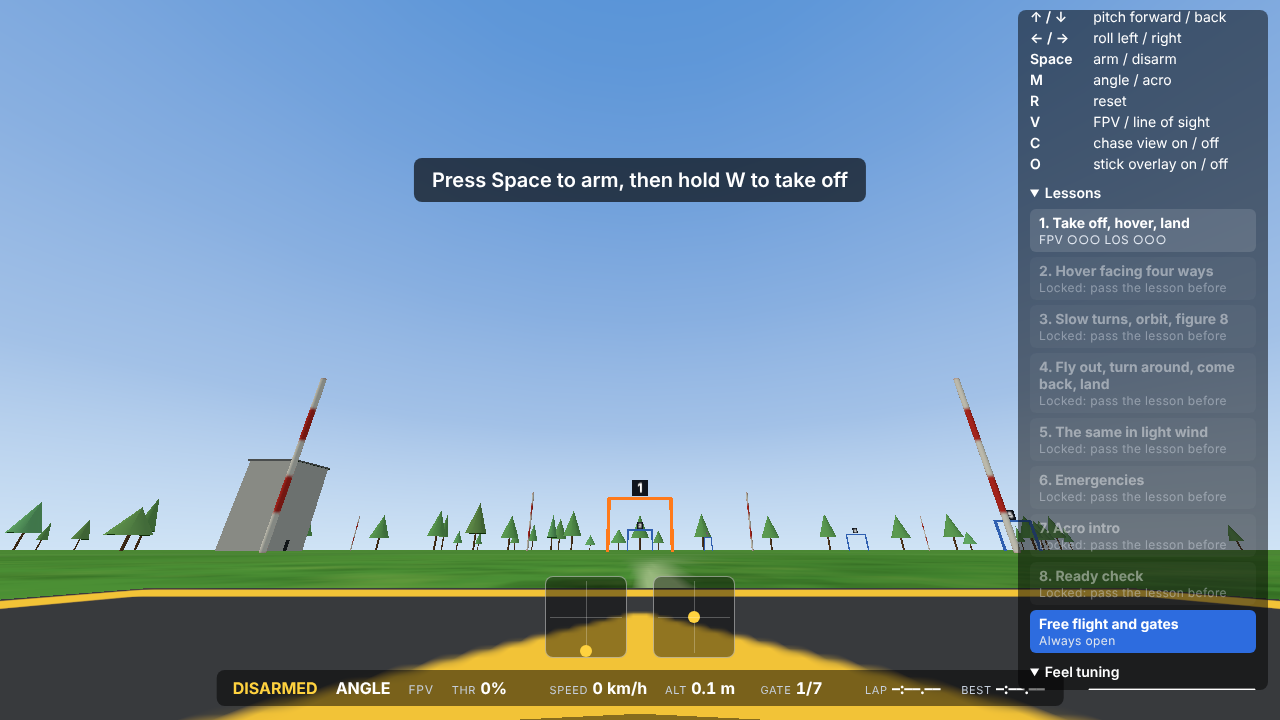 ↑ / ↓ pitch forward / back
← / → roll left / right
Space arm / disarm
M angle / acro
R reset
V FPV / line of sight
C chase view on / off
O stick overlay on / off
▼ Lessons
1. Take off, hover, land
FPV ○○○ LOS ○○○
2. Hover facing four ways
Locked: pass the lesson before
3. Slow turns, orbit, figure 8
Locked: pass the lesson before
4. Fly out, turn around, come
back, land
Locked: pass the lesson before
5. The same in light wind
Locked: pass the lesson before
6. Emergencies
Locked: pass the lesson before
7. Acro intro
Locked: pass the lesson before
8. Ready check
Locked: pass the lesson before
Free flight and gates
Always open
▼ Feel tuning
Press Space to arm, then hold W to take off
1
DISARMED ANGLE FPV THR 0% SPEED 0 km/h ALT 0.1 m GATE 1/7 LAP –:––.–– BEST –:––.––